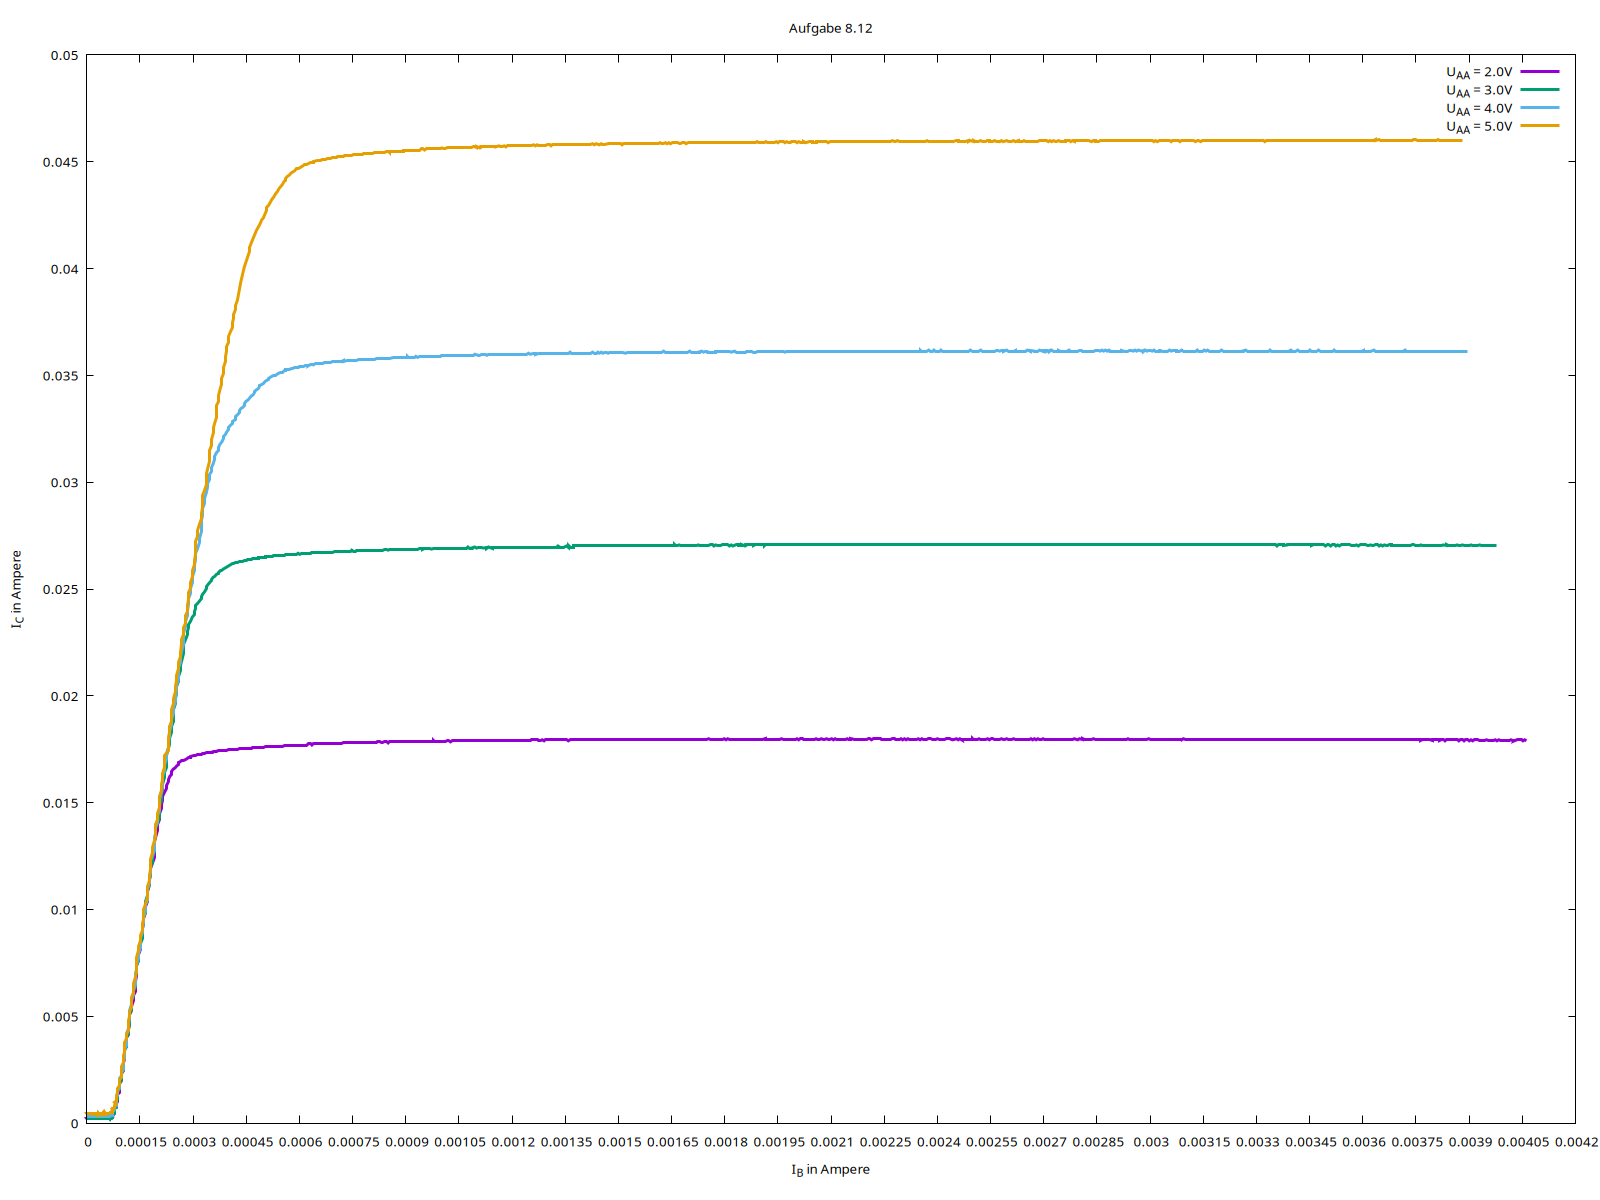 Aufgabe 8.12
U_AA = 2.0V
U_AA = 3.0V
U_AA = 4.0V
U_AA = 5.0V
0.05
0.045
0.04
0.035
0.03
0.025
0.02
0.015
0.01
0.005
0
I_C in Ampere
0 0.00015 0.0003 0.00045 0.0006 0.00075 0.0009 0.00105 0.0012 0.00135 0.0015 0.00165 0.0018 0.00195 0.0021 0.00225 0.0024 0.00255 0.0027 0.00285 0.003 0.00315 0.0033 0.00345 0.0036 0.00375 0.0039 0.00405 0.0042
I_B in Ampere